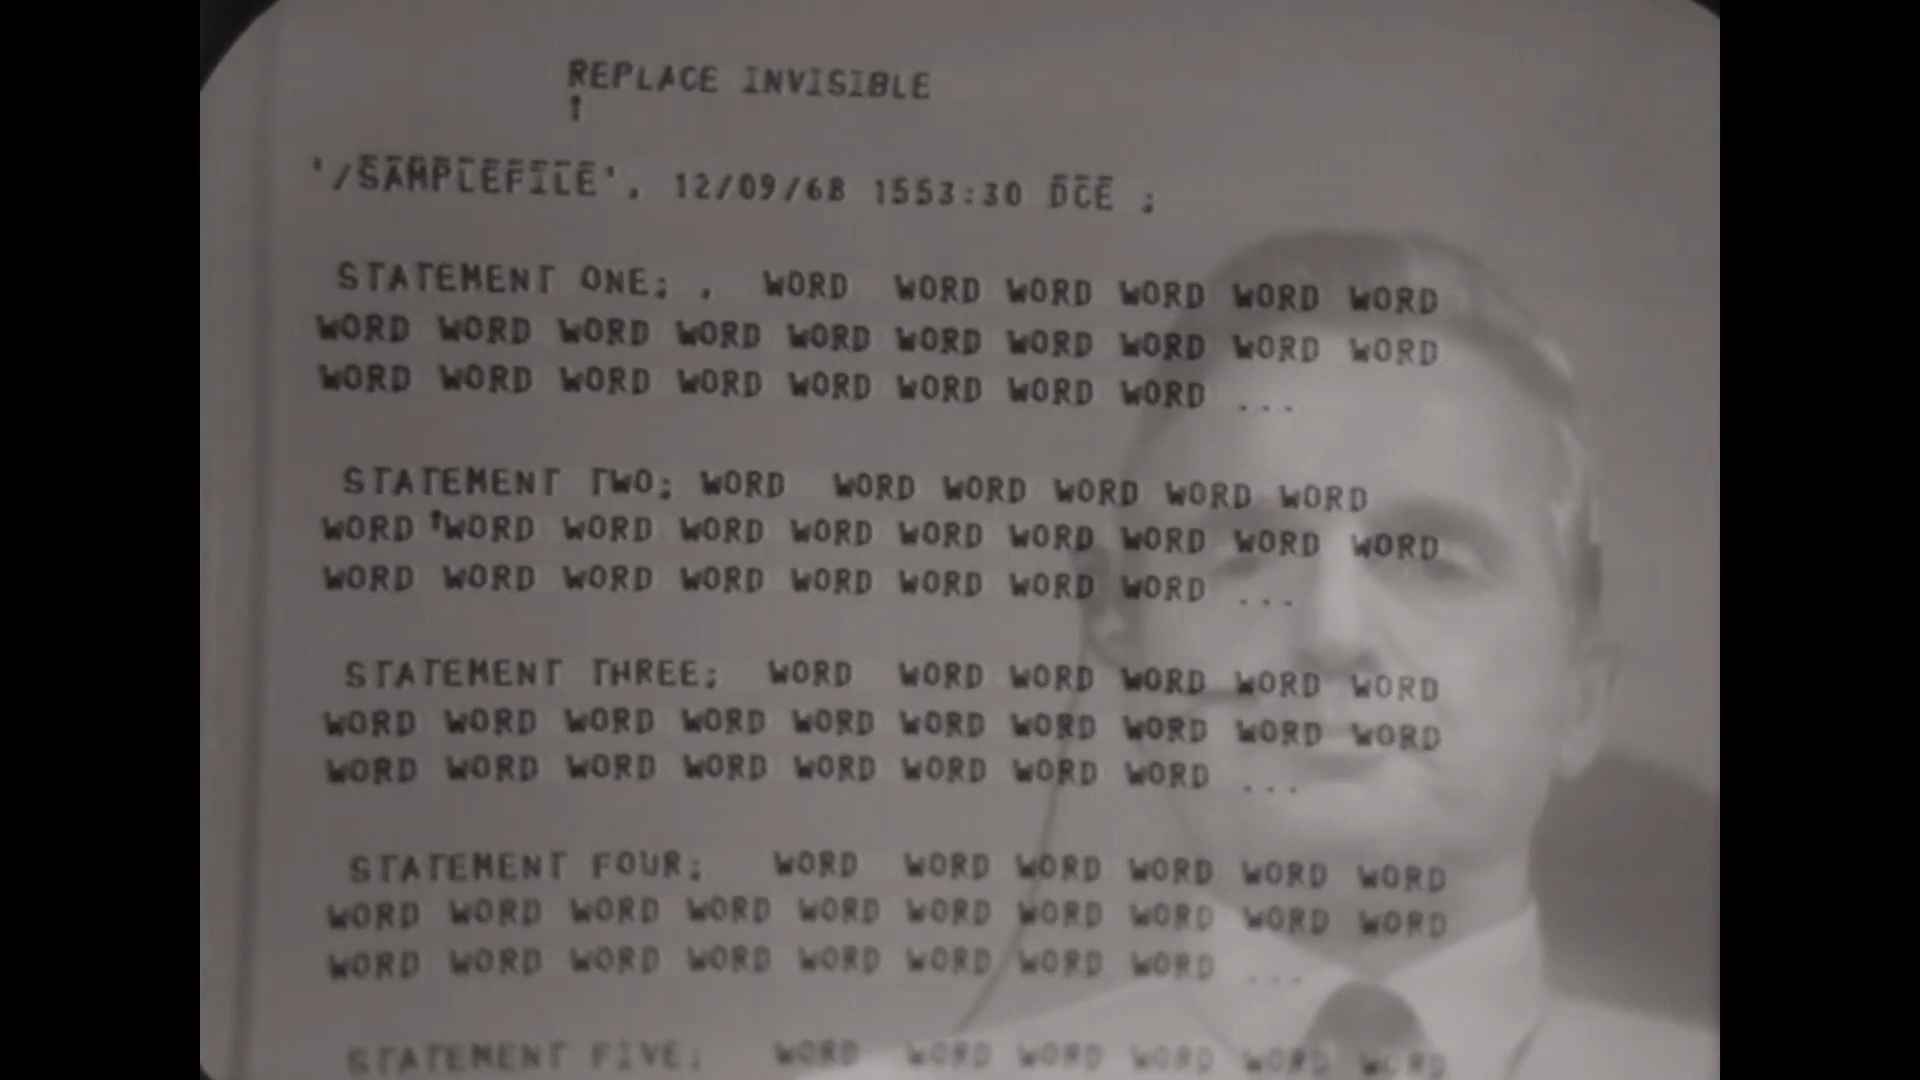 REPLACE INVISIBLE
'/SAMPLEFILE', 12/09/68 1553:30 DCE ;
STATEMENT ONE; , WORD WORD WORD WORD WORD WORD
WORD WORD WORD WORD WORD WORD WORD WORD WORD WORD
WORD WORD WORD WORD WORD WORD WORD WORD ...
STATEMENT TWO; WORD WORD WORD WORD WORD WORD
WORD WORD WORD WORD WORD WORD WORD WORD WORD WORD
WORD WORD WORD WORD WORD WORD WORD WORD ...
STATEMENT THREE; WORD WORD WORD WORD WORD WORD
WORD WORD WORD WORD WORD WORD WORD WORD WORD WORD
WORD WORD WORD WORD WORD WORD WORD WORD ...
STATEMENT FOUR; WORD WORD WORD WORD WORD WORD
WORD WORD WORD WORD WORD WORD WORD WORD WORD WORD
WORD WORD WORD WORD WORD WORD WORD WORD ...
STATEMENT FIVE; WORD WORD WORD WORD WORD WORD